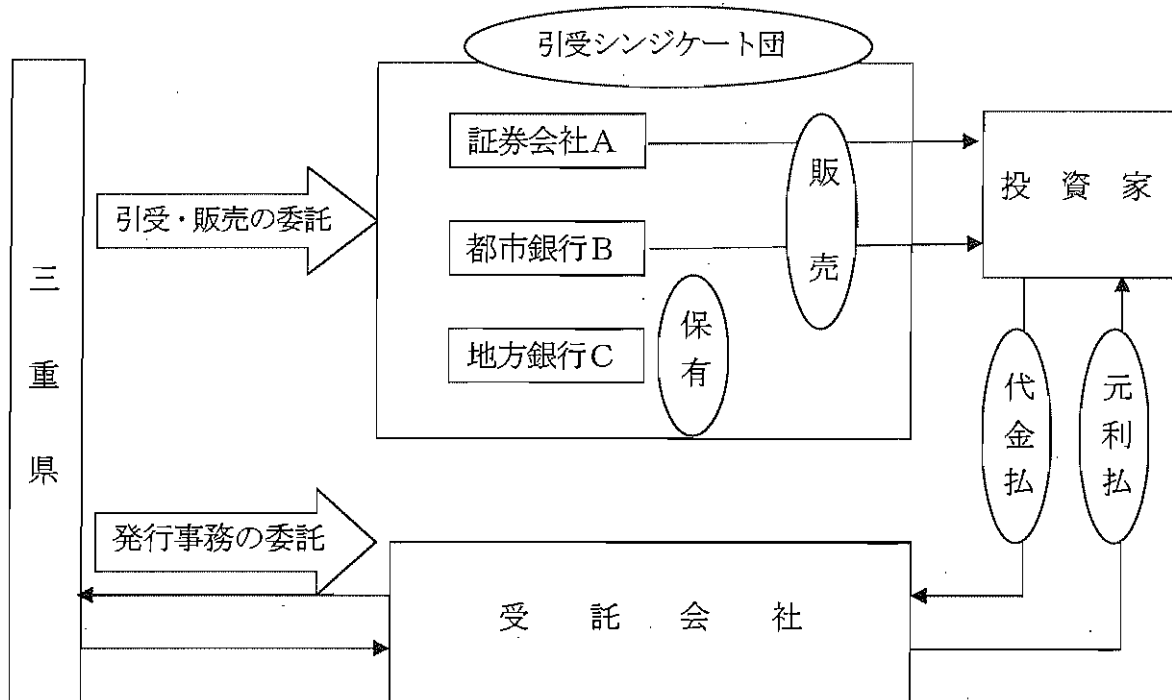 引受シンジケート団
証券会社A
都市銀行B
地方銀行C
保有
販売
投資家
引受・販売の委託
三重県
代金払
元利払
発行事務の委託
受託会社